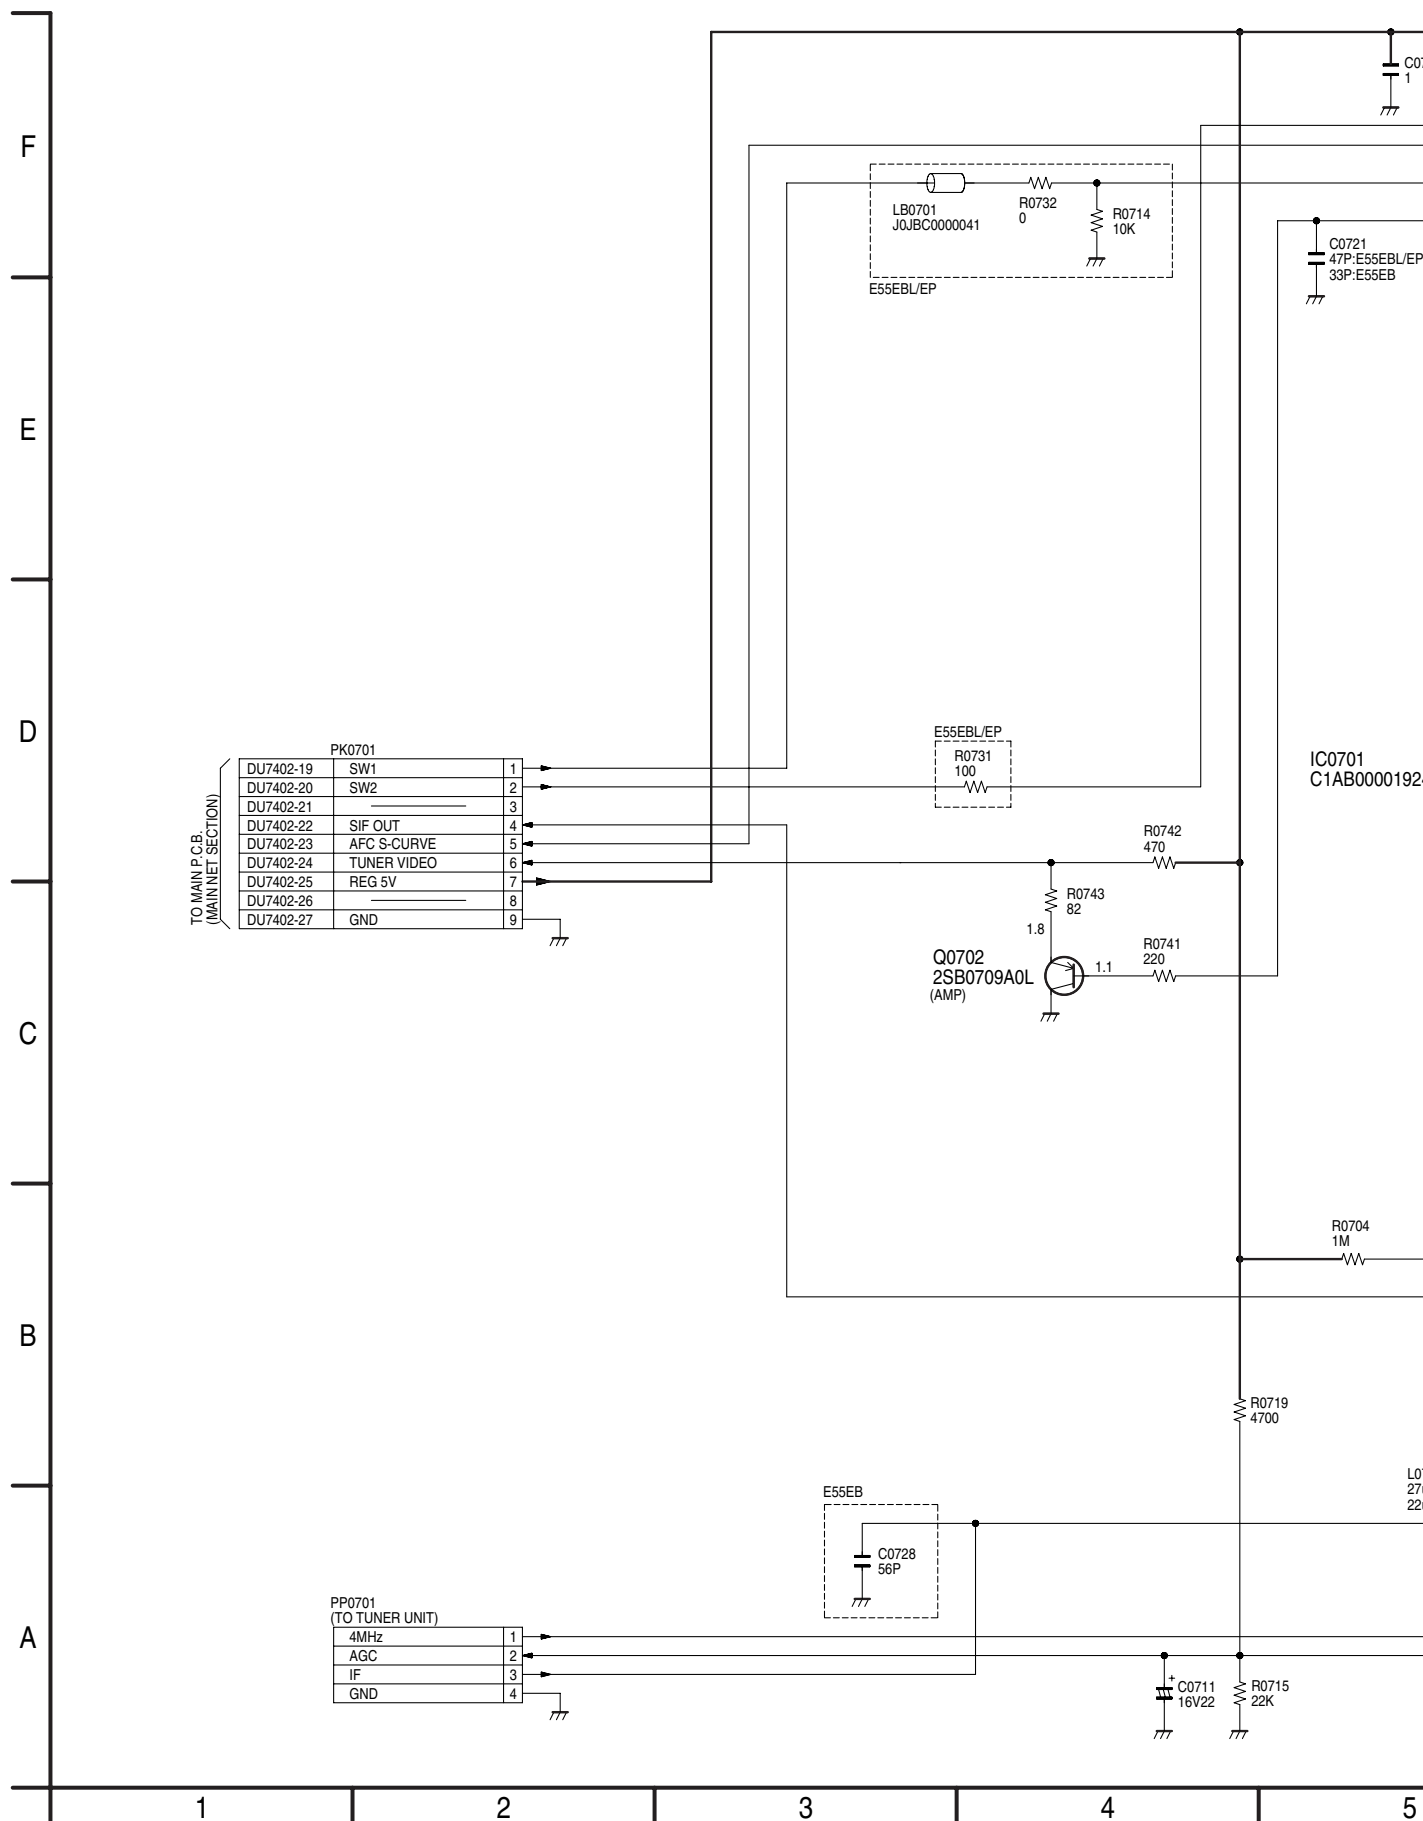 C07
1
F
LB0701
J0JBC0000041
R0732
0
R0714
10K
E55EBL/EP
C0721
47P:E55EBL/EP
33P:E55EB
E
D
E55EBL/EP
R0731
100
IC0701
C1AB0000192
PK0701
TO MAIN P.C.B.
(MAIN NET SECTION)
DU7402-19 SW1 1
DU7402-20 SW2 2
DU7402-21 3
DU7402-22 SIF OUT 4
DU7402-23 AFC S-CURVE 5
DU7402-24 TUNER VIDEO 6
DU7402-25 REG 5V 7
DU7402-26 8
DU7402-27 GND 9
R0742
470
R0743
82
1.8
Q0702
2SB0709A0L
(AMP)
1.1
R0741
220
C
R0704
1M
B
R0719
4700
L07
27
22
E55EB
C0728
56P
A
PP0701
(TO TUNER UNIT)
4MHz 1
AGC 2
IF 3
GND 4
+
C0711
16V22
R0715
22K
1 2 3 4 5